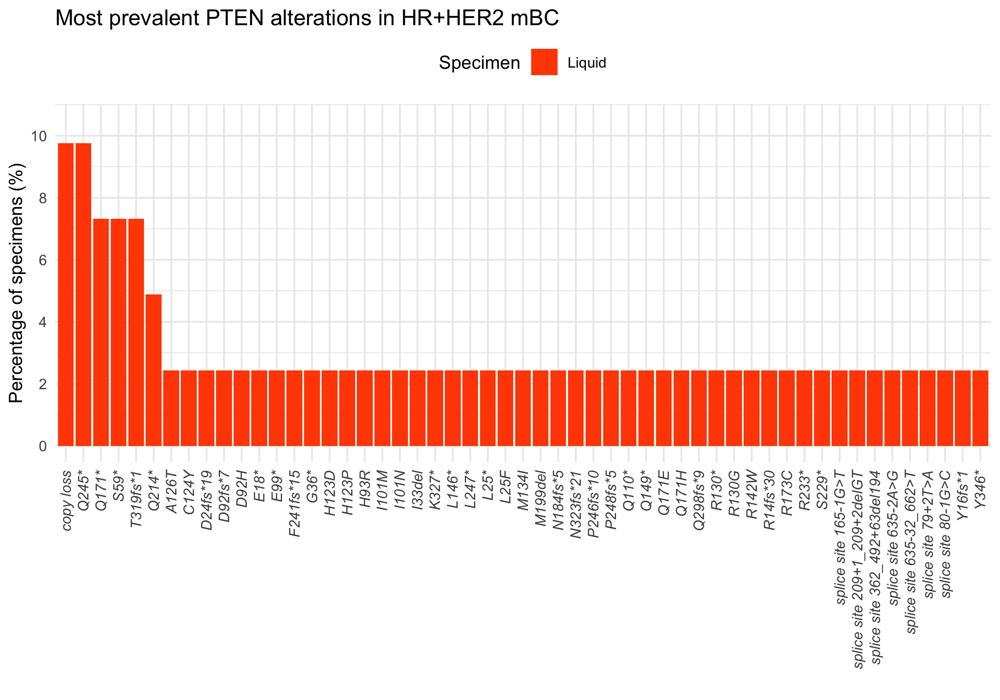 Most prevalent PTEN alterations in HR+HER2 mBC
Specimen Liquid
Percentage of specimens (%)
10
8
6
4
2
0
copy loss
Q245*
Q171*
S59*
T319fs*1
Q214*
A126T
C124Y
D24fs*19
D92fs*7
D92H
E18*
E99*
F241fs*15
G36*
H123D
H123P
H93R
I101M
I101N
I33del
K327*
L146*
L247*
L25*
L25F
M134I
M199del
N184fs*5
N323fs*21
P246fs*10
P248fs*5
Q110*
Q149*
Q171E
Q171H
Q298fs*9
R130*
R130G
R142W
R14fs*30
R173C
R233*
S229*
splice site 165-1G>T
splice site 209+1_209+2delGT
splice site 362_492+63del194
splice site 635-2A>G
splice site 635-32_662>T
splice site 79+2T>A
splice site 80-1G>C
Y16fs*1
Y346*